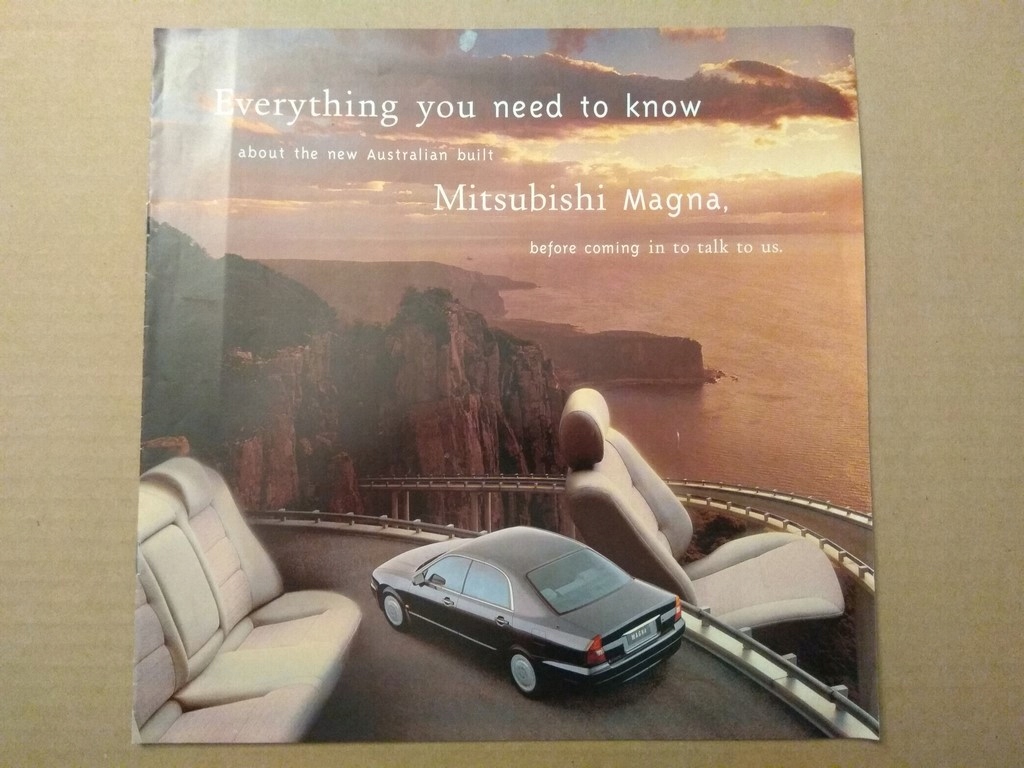 Everything you need to know
about the new Australian built
Mitsubishi Magna,
before coming in to talk to us.